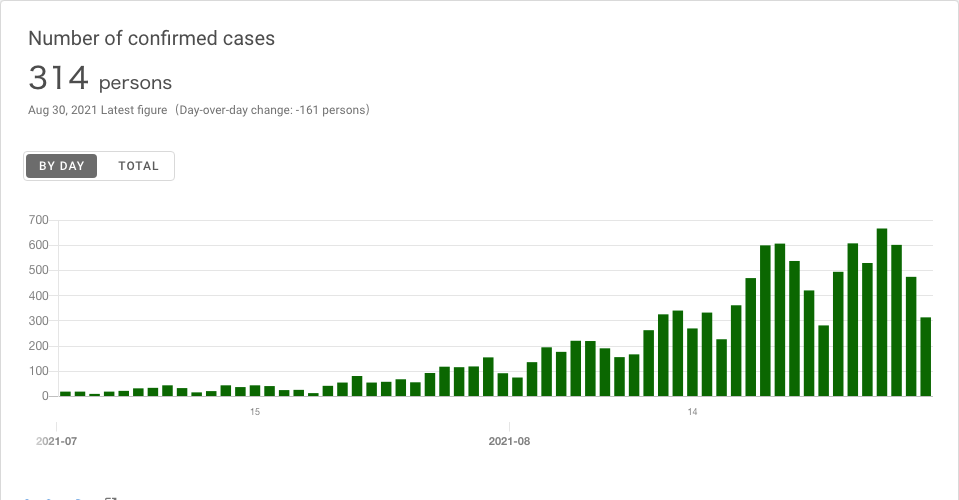 Number of confirmed cases
314 persons
Aug 30, 2021 Latest figure（Day-over-day change: -161 persons）
BY DAY TOTAL
700
600
500
400
300
200
100
0
15 14
2021-07 2021-08